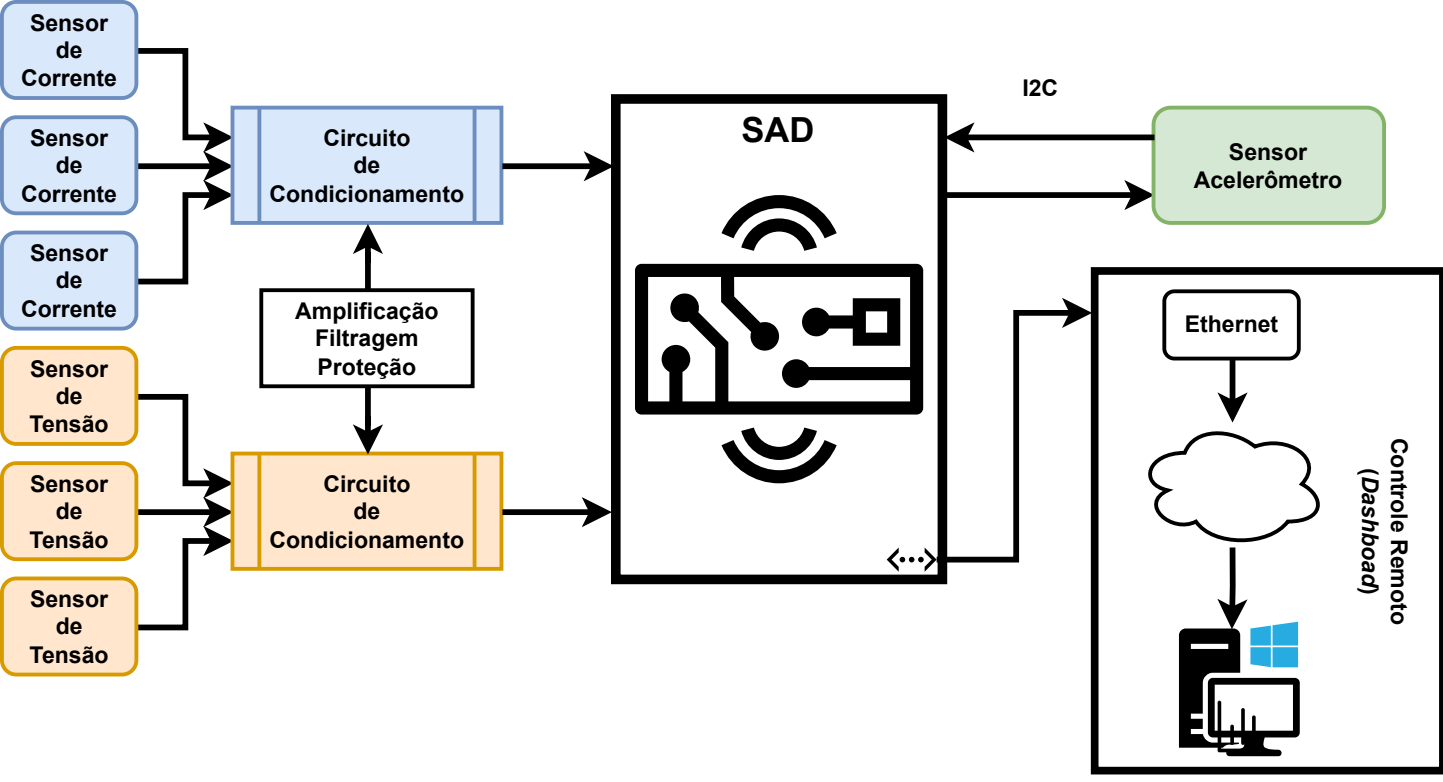 Sensor
de
Corrente
Sensor
de
Corrente
Sensor
de
Corrente
Circuito
de
Condicionamento
Amplificação
Filtragem
Proteção
Sensor
de
Tensão
Sensor
de
Tensão
Sensor
de
Tensão
Circuito
de
Condicionamento
SAD
I2C
Sensor
Acelerômetro
Ethernet
Controle Remoto
(Dashboad)